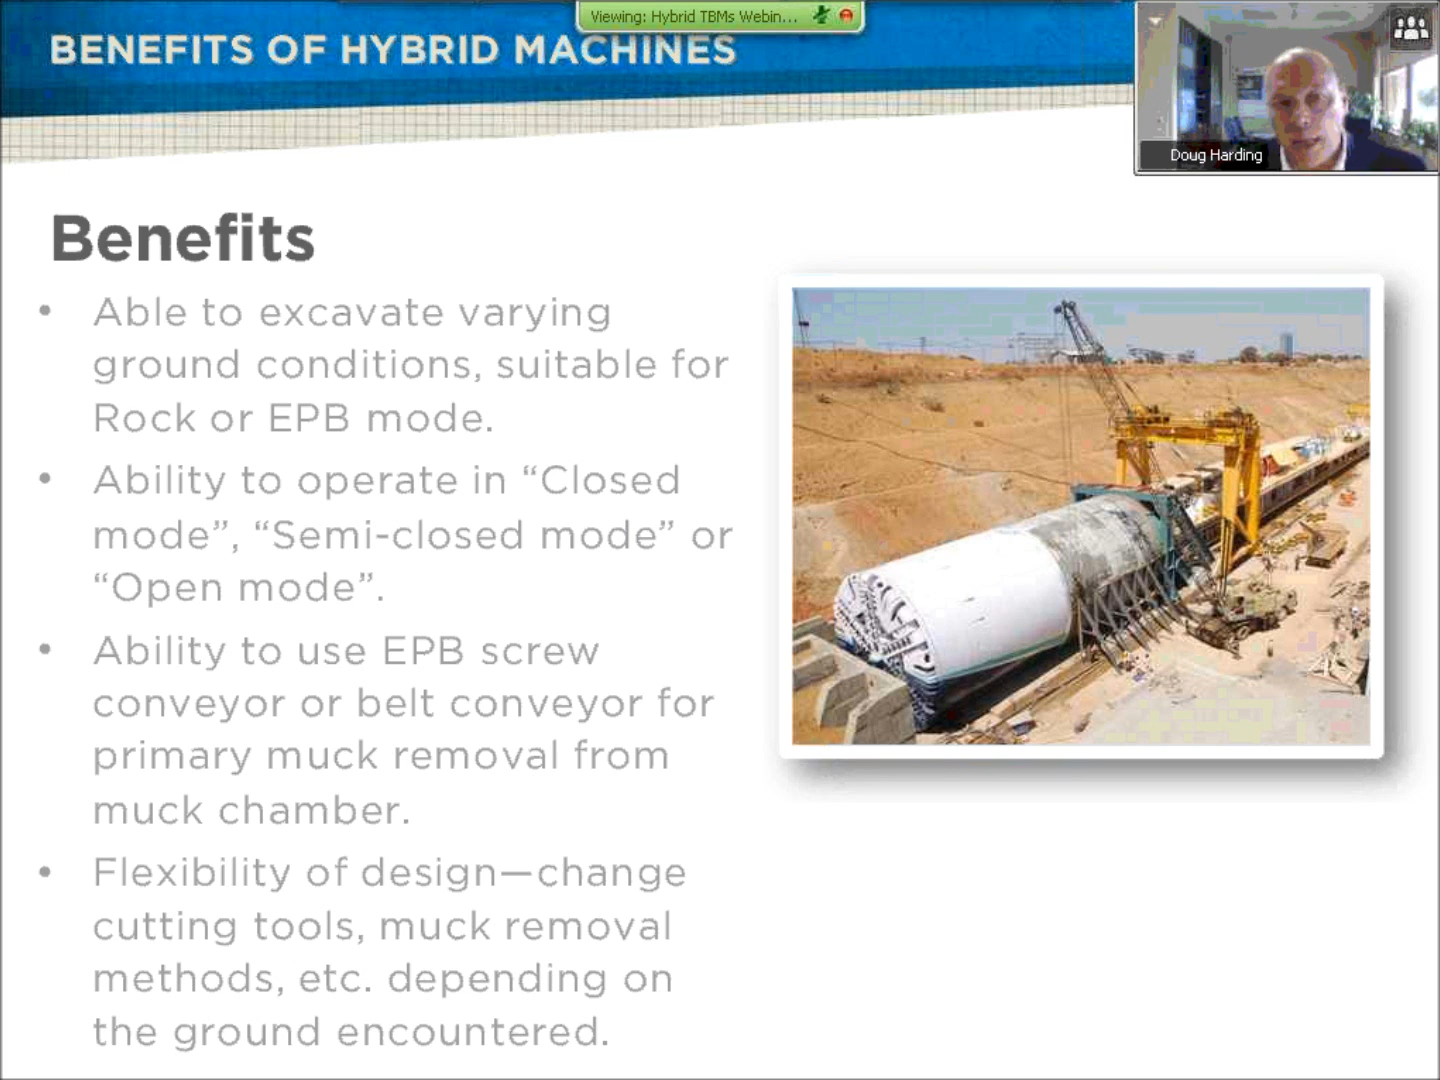 Viewing: Hybrid TBMs Webin...
BENEFITS OF HYBRID MACHINES
Doug Harding
Benefits
• Able to excavate varying
ground conditions, suitable for
Rock or EPB mode.
• Ability to operate in “Closed
mode”, “Semi-closed mode” or
“Open mode”.
• Ability to use EPB screw
conveyor or belt conveyor for
primary muck removal from
muck chamber.
• Flexibility of design—change
cutting tools, muck removal
methods, etc. depending on
the ground encountered.